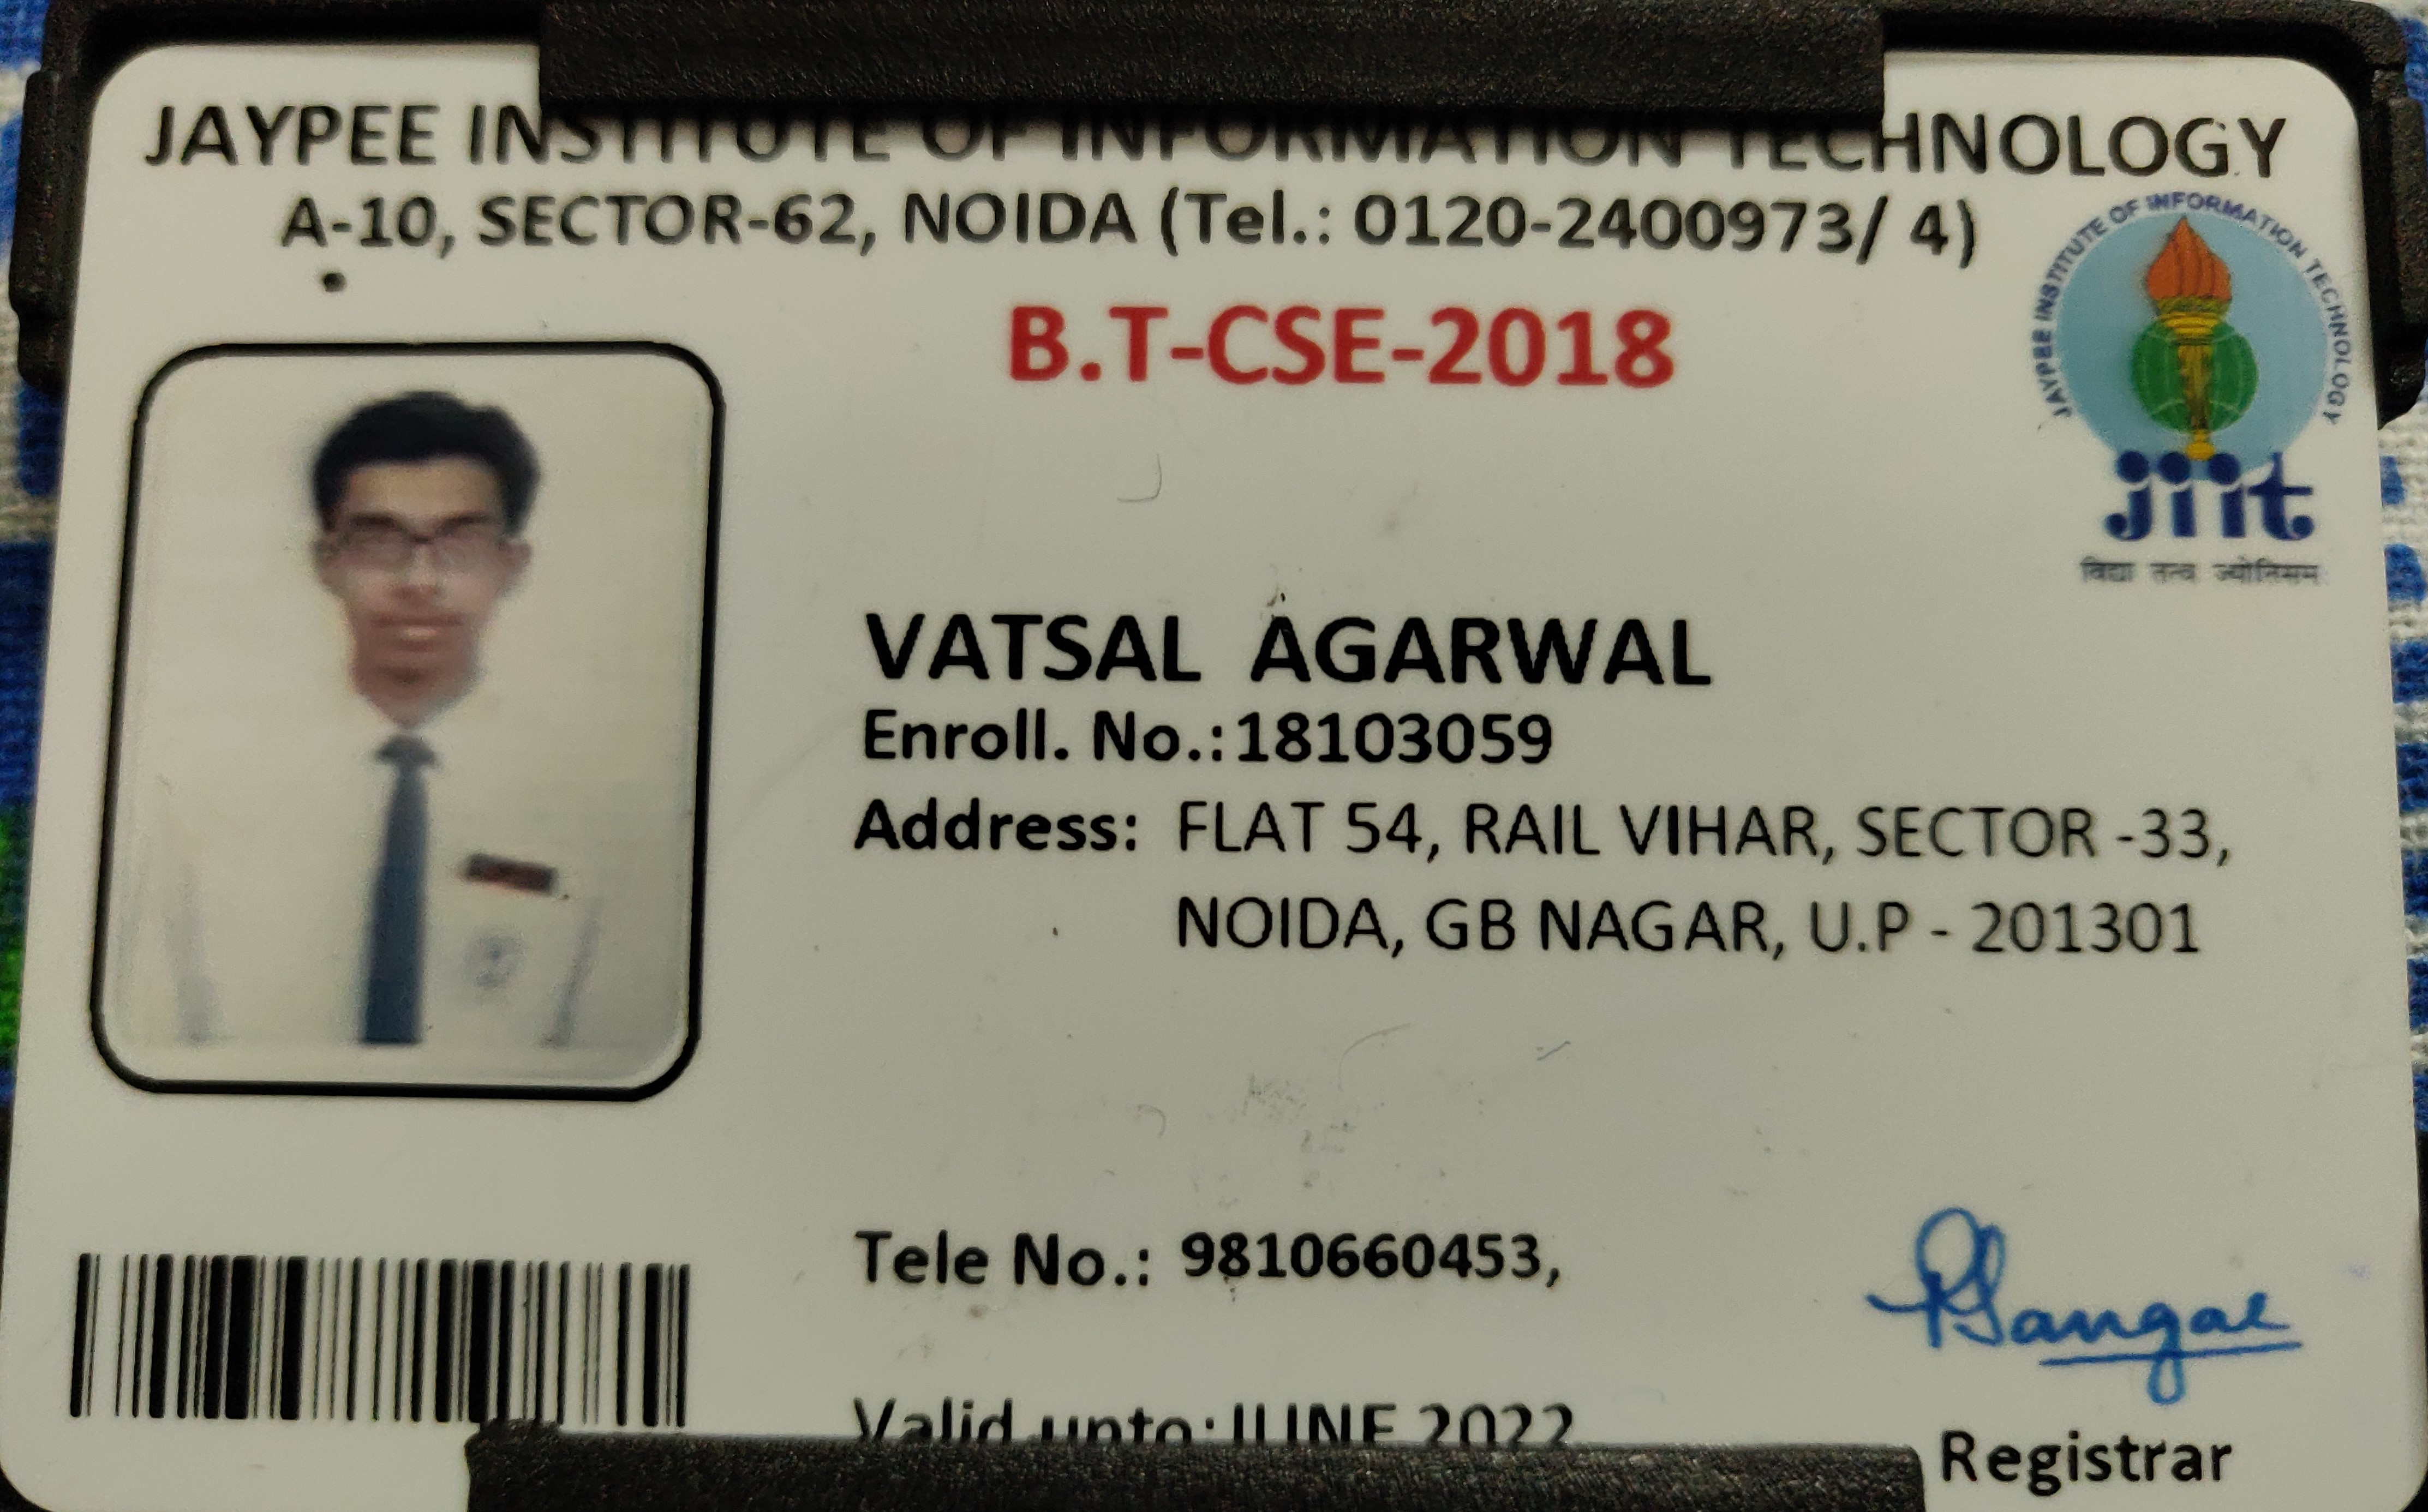 JAYPEE INSTITUTE OF INFORMATION TECHNOLOGY
A-10, SECTOR-62, NOIDA (Tel.: 0120-2400973/ 4)
JAYPEE INSTITUTE OF INFORMATION TECHNOLOGY
B.T-CSE-2018
jiit
विद्या तत्व ज्योतिसमः
VATSAL AGARWAL
Enroll. No.:18103059
Address: FLAT 54, RAIL VIHAR, SECTOR -33,
NOIDA, GB NAGAR, U.P - 201301
Tele No.: 9810660453,
Valid upto: JUNE 2022
Registrar